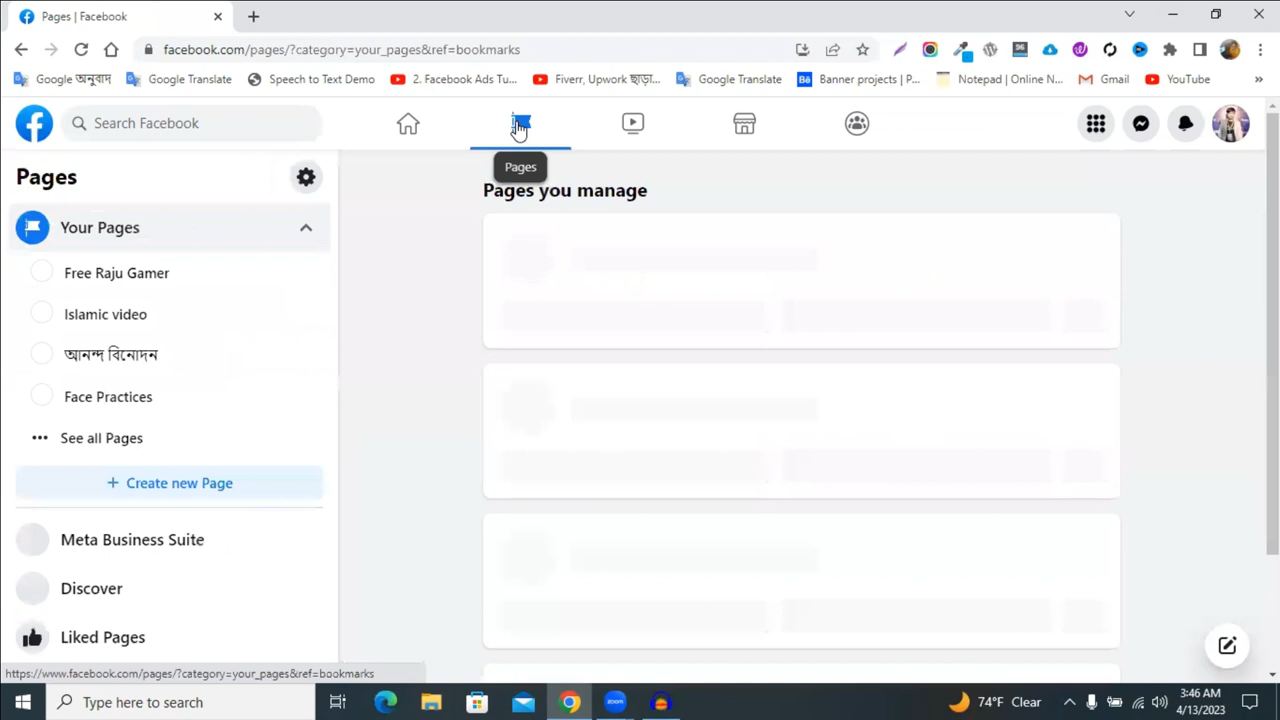 Pages | Facebook
facebook.com/pages/?category=your_pages&ref=bookmarks
Google অনুবাদ Google Translate Speech to Text Demo 2. Facebook Ads Tu... Fiverr, Upwork ছাড়া... Google Translate Banner projects | P... Notepad | Online N... Gmail YouTube »
Search Facebook
Pages
Pages
Pages you manage
Your Pages
Free Raju Gamer
Islamic video
আনন্দ বিনোদন
Face Practices
See all Pages
+ Create new Page
Meta Business Suite
Discover
Liked Pages
https://www.facebook.com/pages/?category=your_pages&ref=bookmarks
Type here to search
zoom
74°F Clear
3:46 AM
4/13/2023